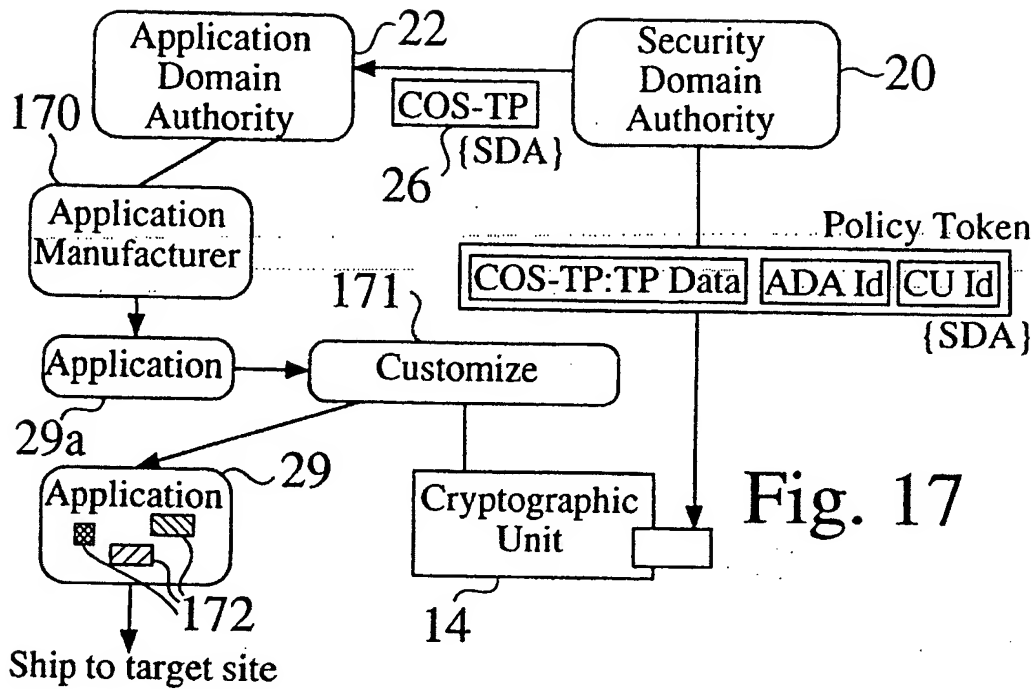 Application
Domain
Authority
22
Security
Domain
Authority
20
COS-TP
{SDA}
26
170
Application
Manufacturer
Policy Token
COS-TP:TP Data
ADA Id
CU Id
{SDA}
171
Application
Customize
29a
29
Application
172
Cryptographic
Unit
14
Fig. 17
Ship to target site